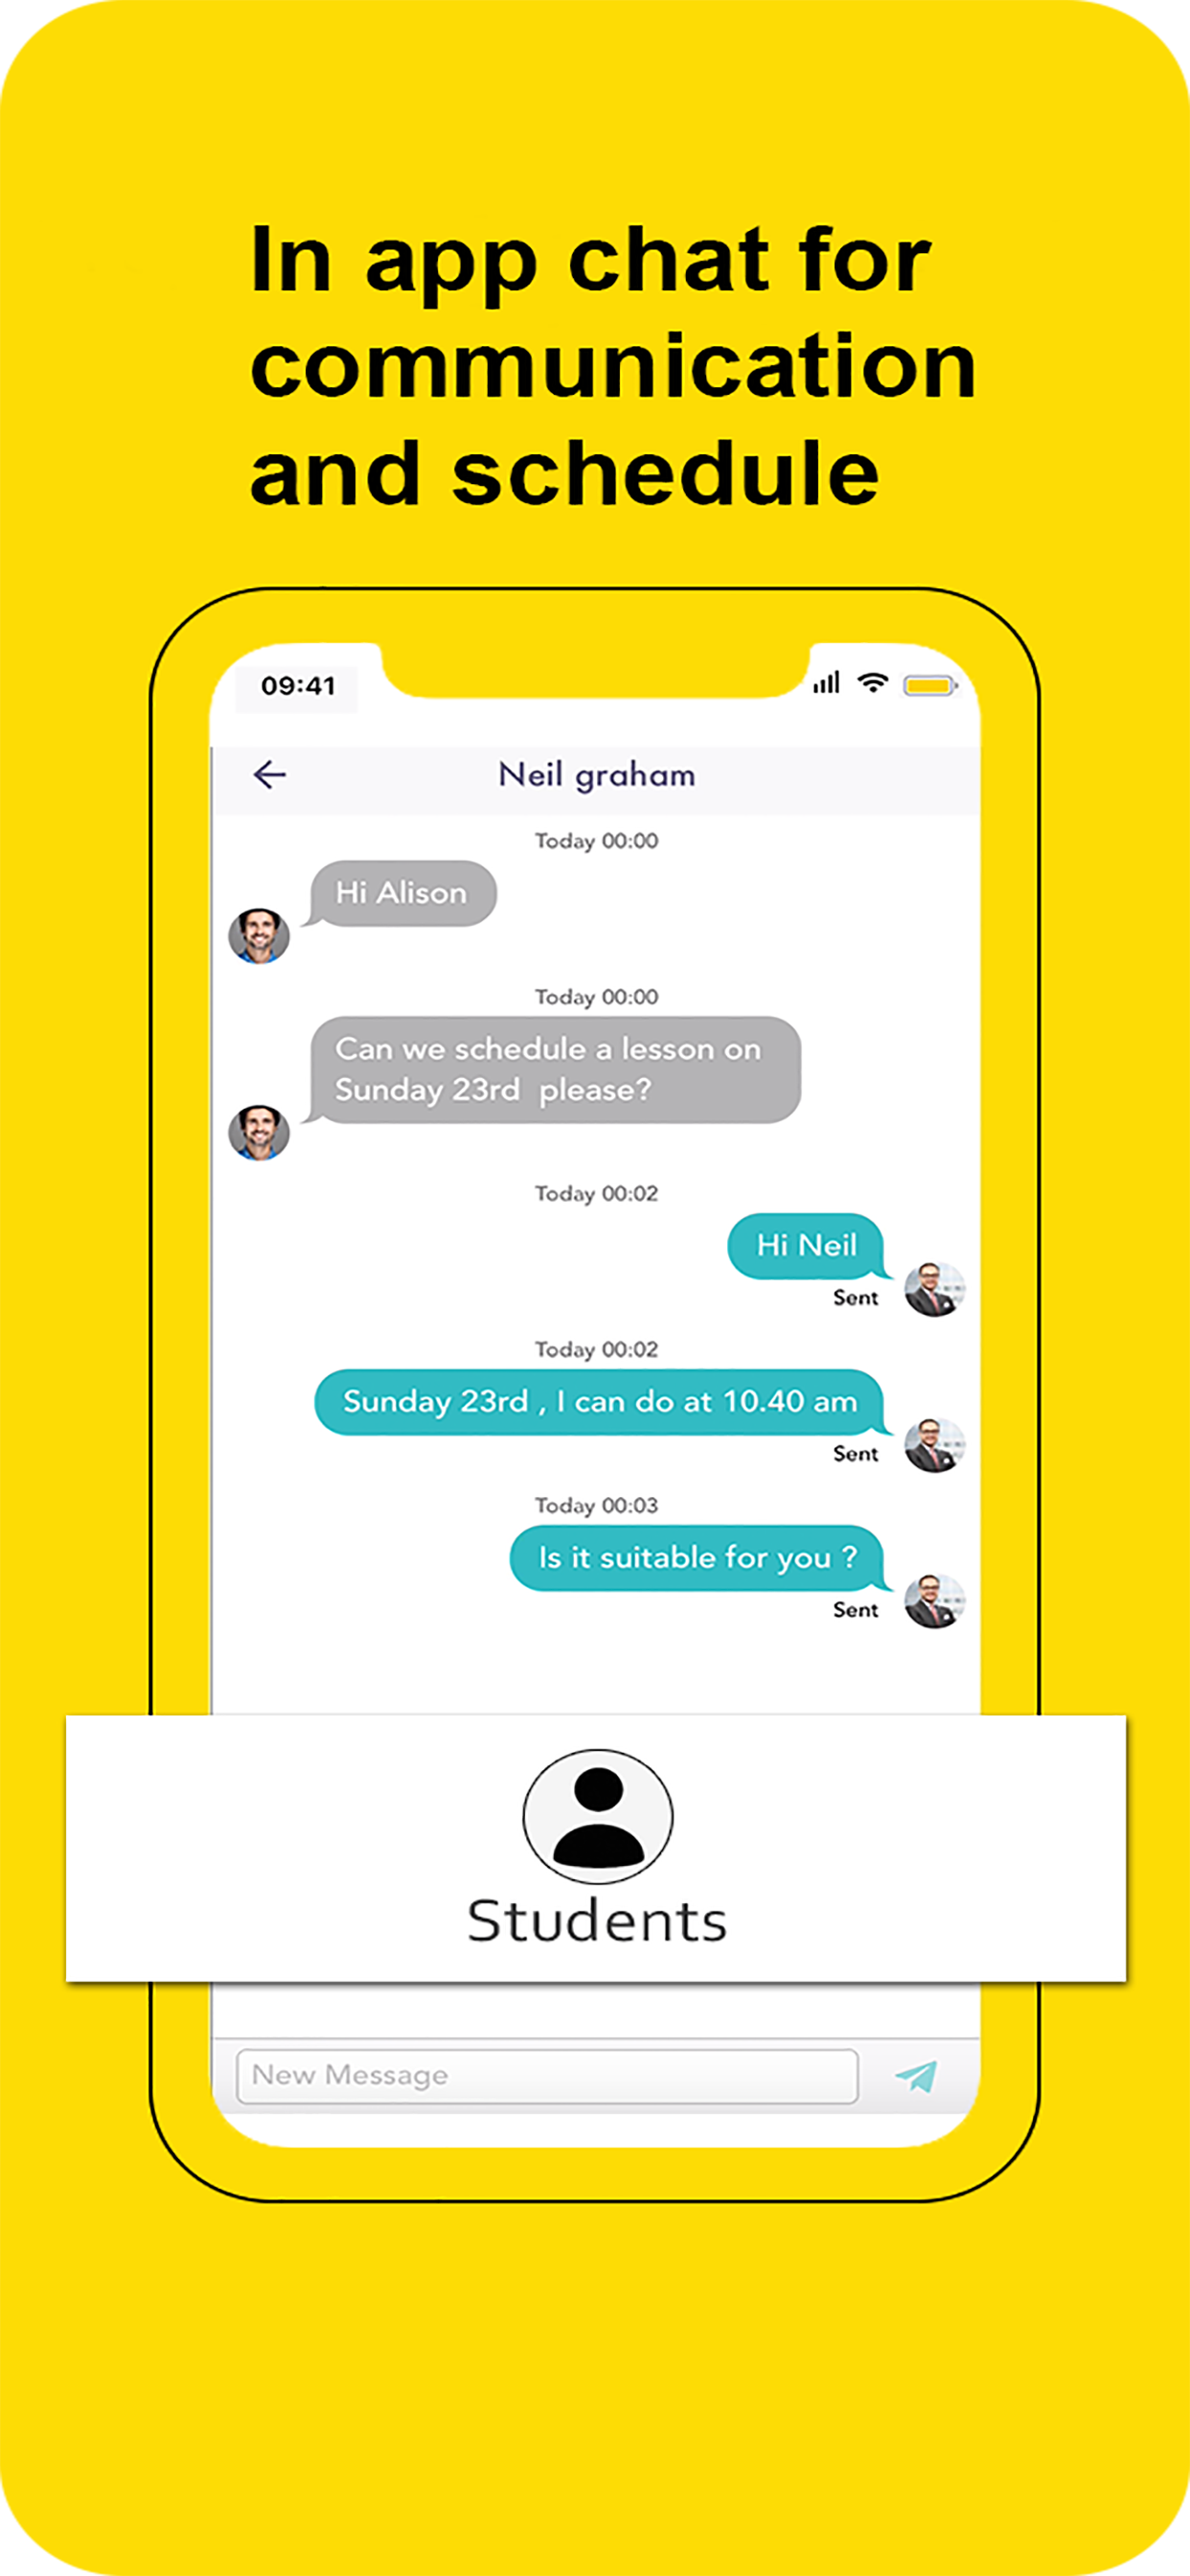 In app chat for
communication
and schedule
09:41
Neil graham
Today 00:00
Hi Alison
Today 00:00
Can we schedule a lesson on
Sunday 23rd  please?
Today 00:02
Hi Neil
Sent
Today 00:02
Sunday 23rd , I can do at 10.40 am
Sent
Today 00:03
Is it suitable for you ?
Sent
Students
New Message